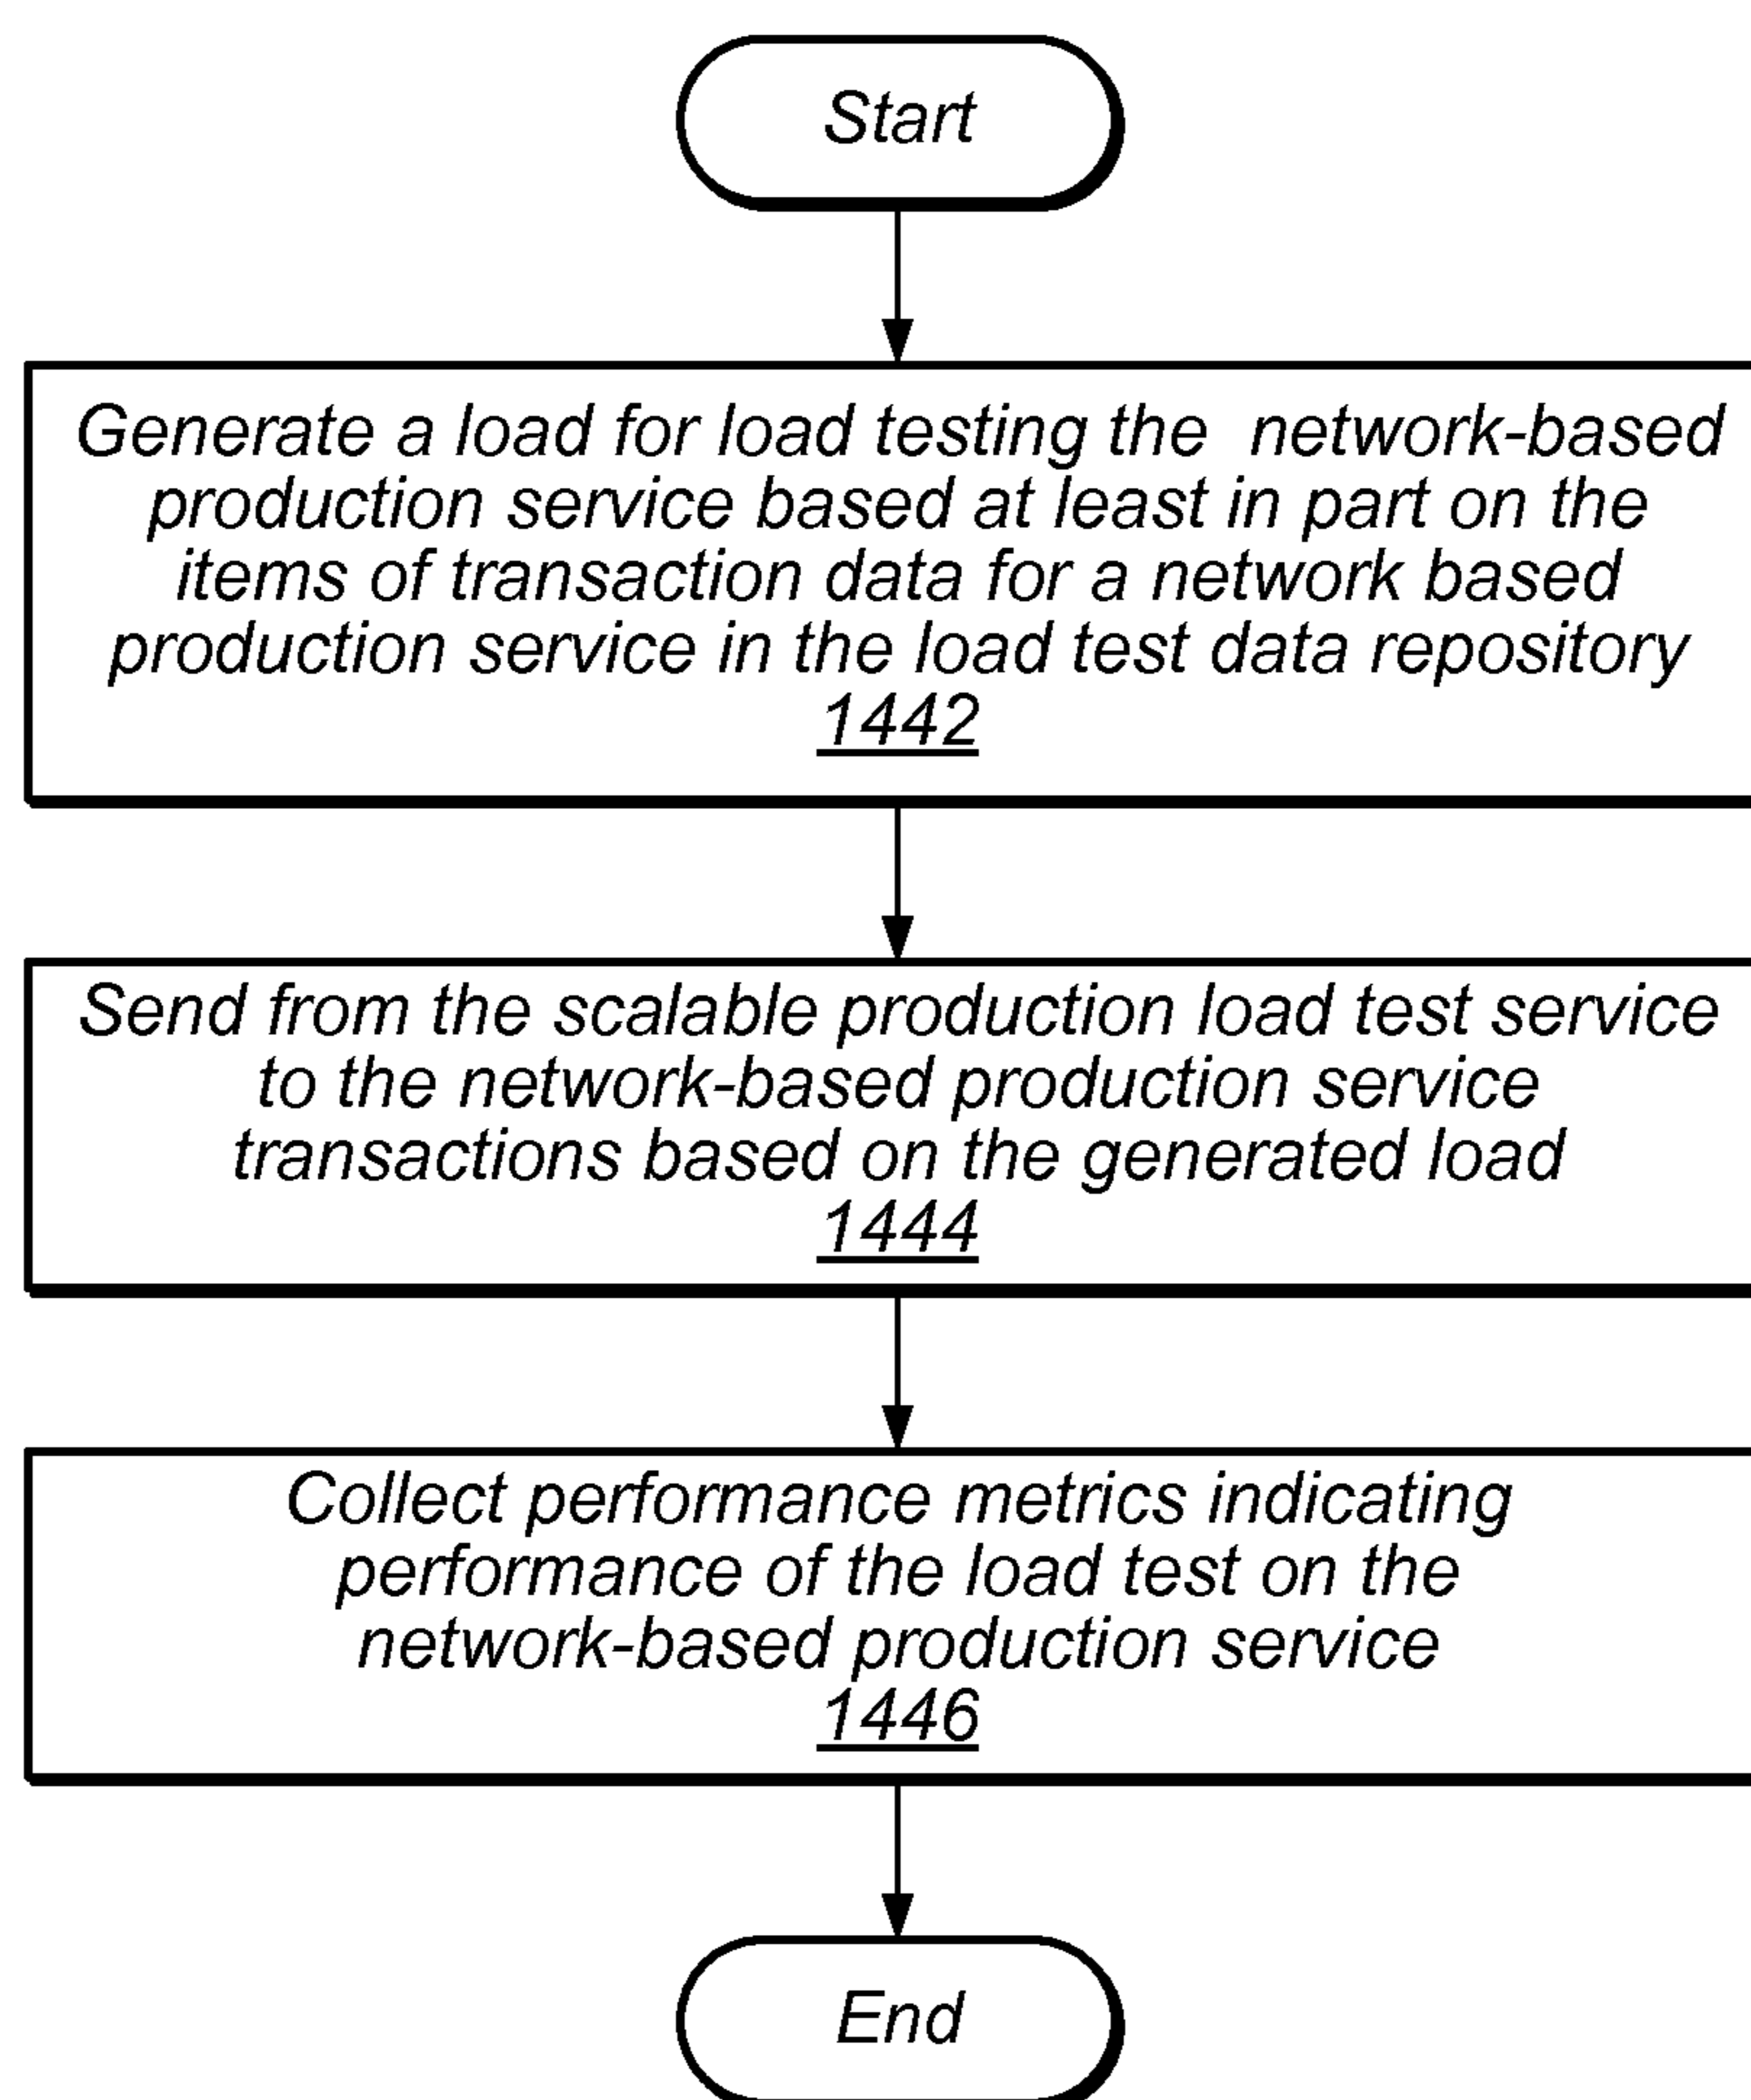 Start
Generate a load for load testing the network-based
production service based at least in part on the
items of transaction data for a network based
production service in the load test data repository
1442
Send from the scalable production load test service
to the network-based production service
transactions based on the generated load
1444
Collect performance metrics indicating
performance of the load test on the
network-based production service
1446
End